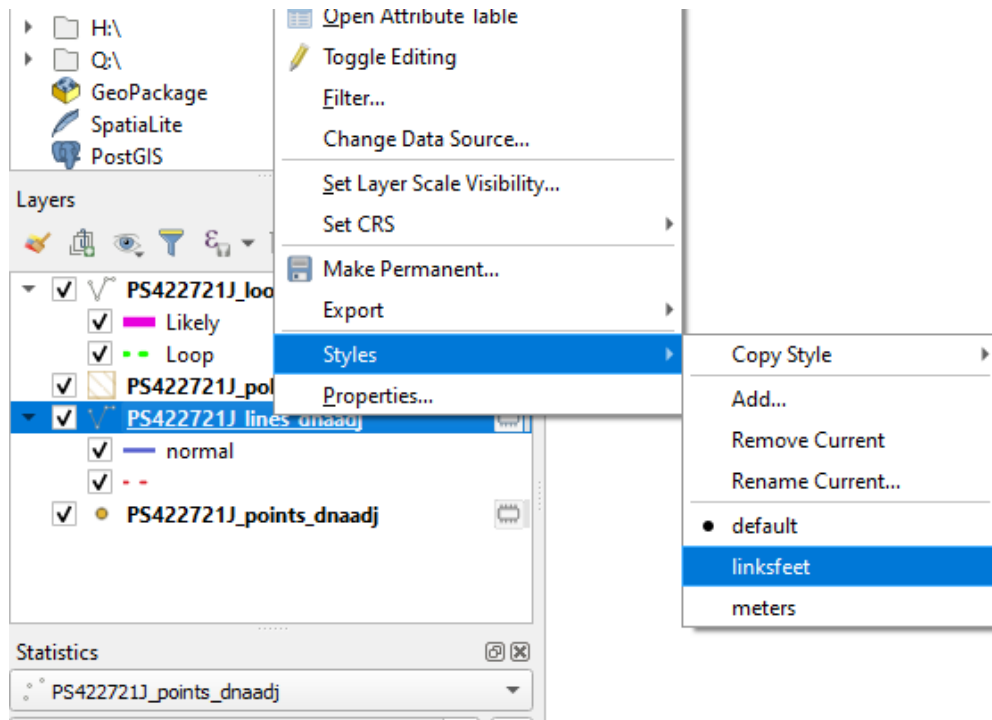 H:\
Q:\
GeoPackage
SpatiaLite
PostGIS
Layers
PS422721J_loo
Likely
Loop
PS422721J_pol
PS422721J_lines_dnaadj
normal
PS422721J_points_dnaadj
Statistics
PS422721J_points_dnaadj
Open Attribute Table
Toggle Editing
Filter...
Change Data Source...
Set Layer Scale Visibility...
Set CRS
Make Permanent...
Export
Styles
Properties...
Copy Style
Add...
Remove Current
Rename Current...
default
linksfeet
meters